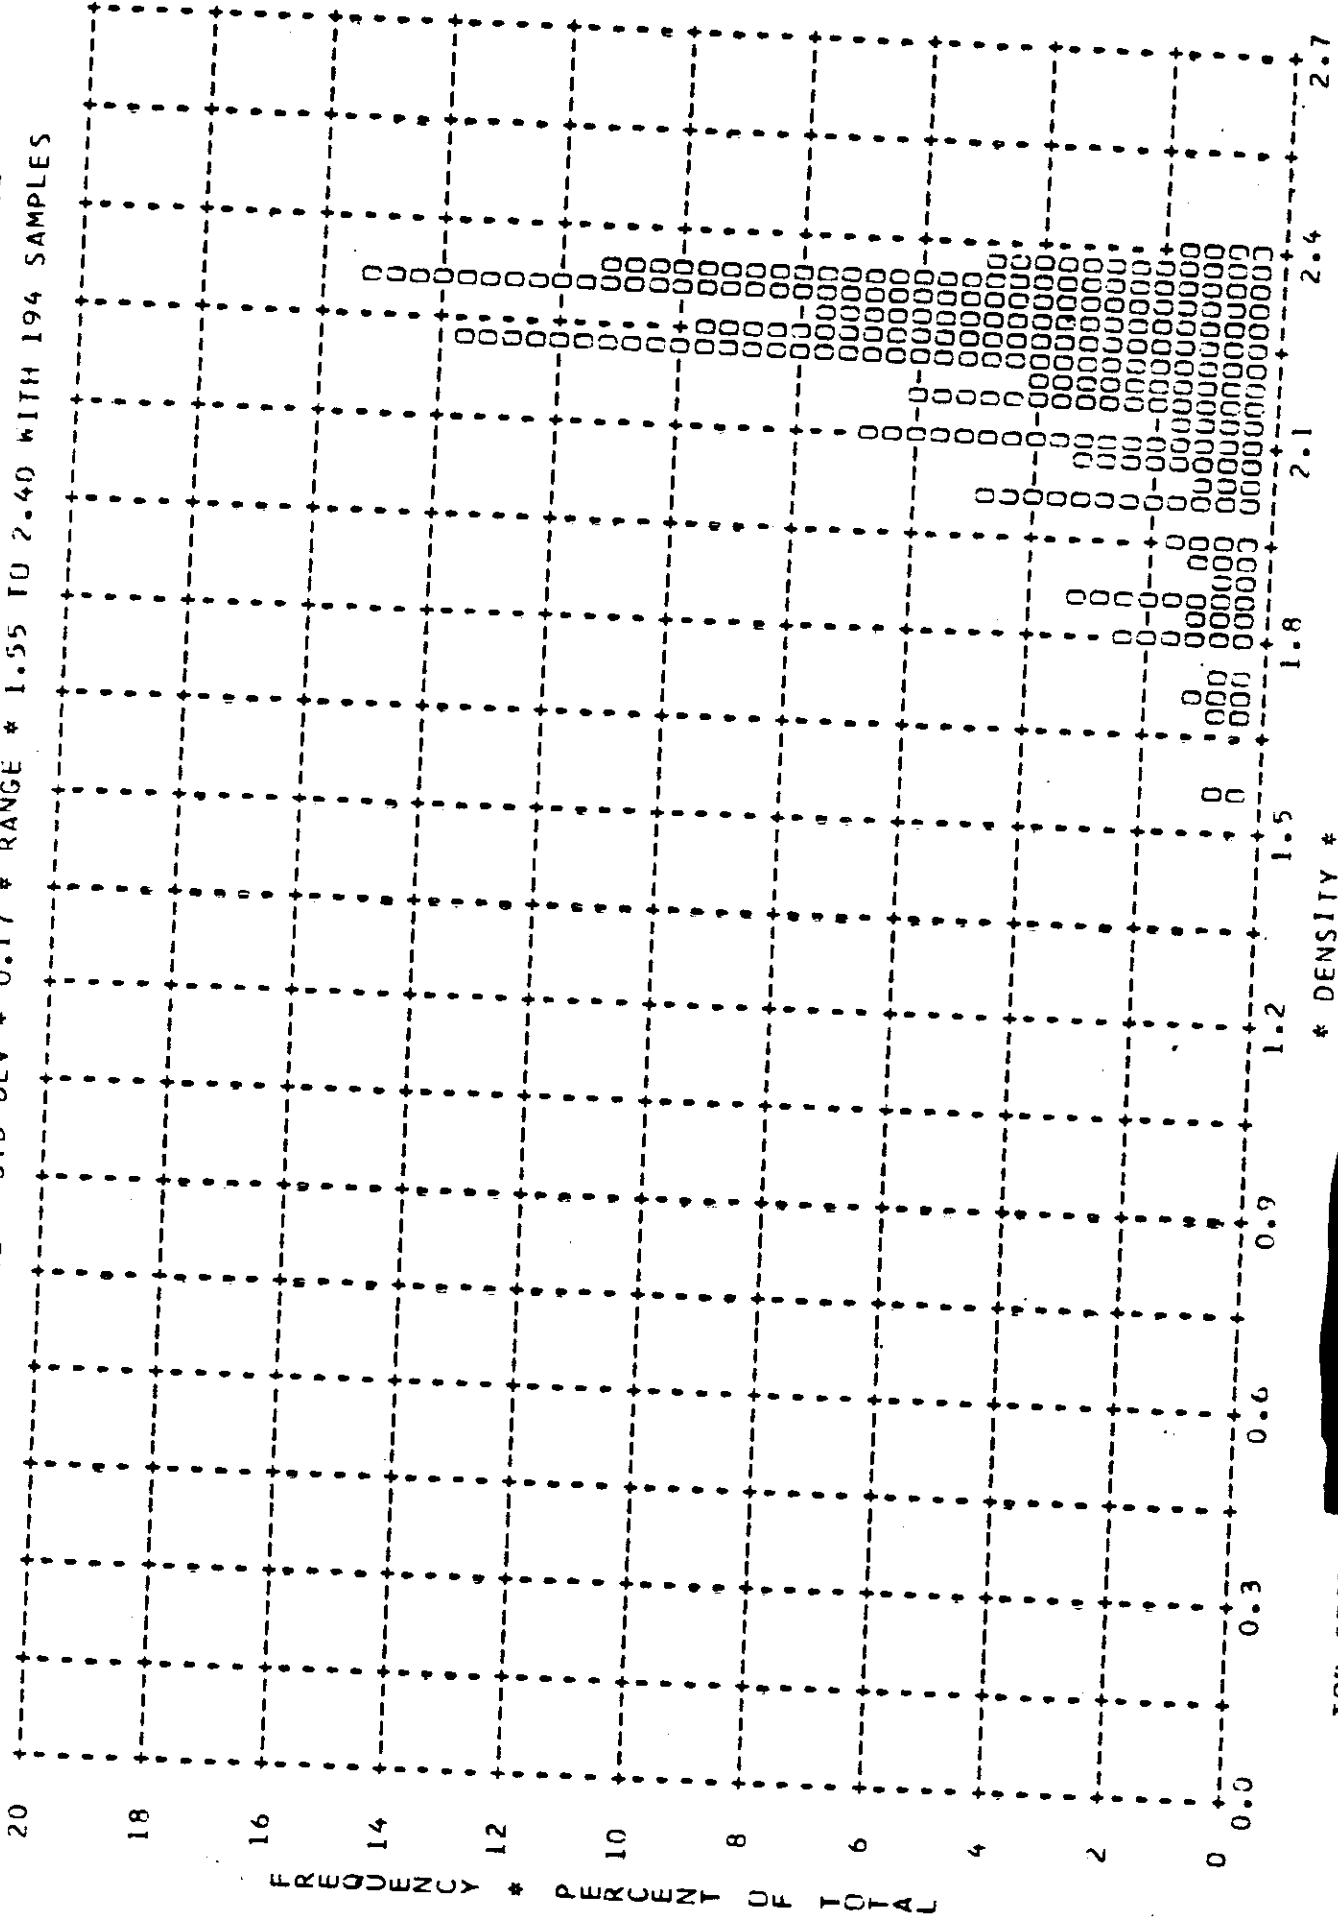 STD DEV * 0.17 * RANGE * 1.55 TO 2.40 WITH 194 SAMPLES
20
18
16
14
12
10
8
6
4
2
0
FREQUENCY * PERCENT OF TOTAL
0.0 0.3 0.6 0.9 1.2 1.5 1.8 2.1 2.4 2.7
* DENSITY *